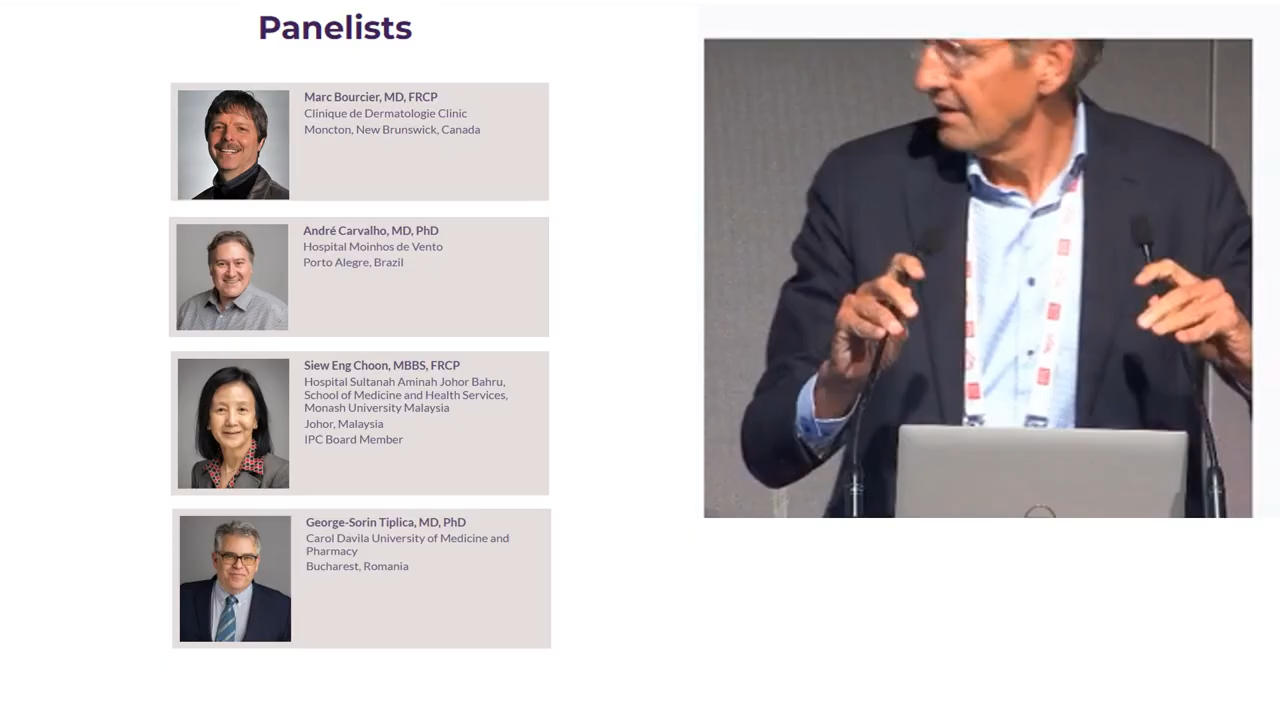 Panelists
Marc Bourcier, MD, FRCP
Clinique de Dermatologie Clinic
Moncton, New Brunswick, Canada
André Carvalho, MD, PhD
Hospital Moinhos de Vento
Porto Alegre, Brazil
Siew Eng Choon, MBBS, FRCP
Hospital Sultanah Aminah Johor Bahru,
School of Medicine and Health Services,
Monash University Malaysia
Johor, Malaysia
IPC Board Member
George-Sorin Tiplica, MD, PhD
Carol Davila University of Medicine and
Pharmacy
Bucharest, Romania